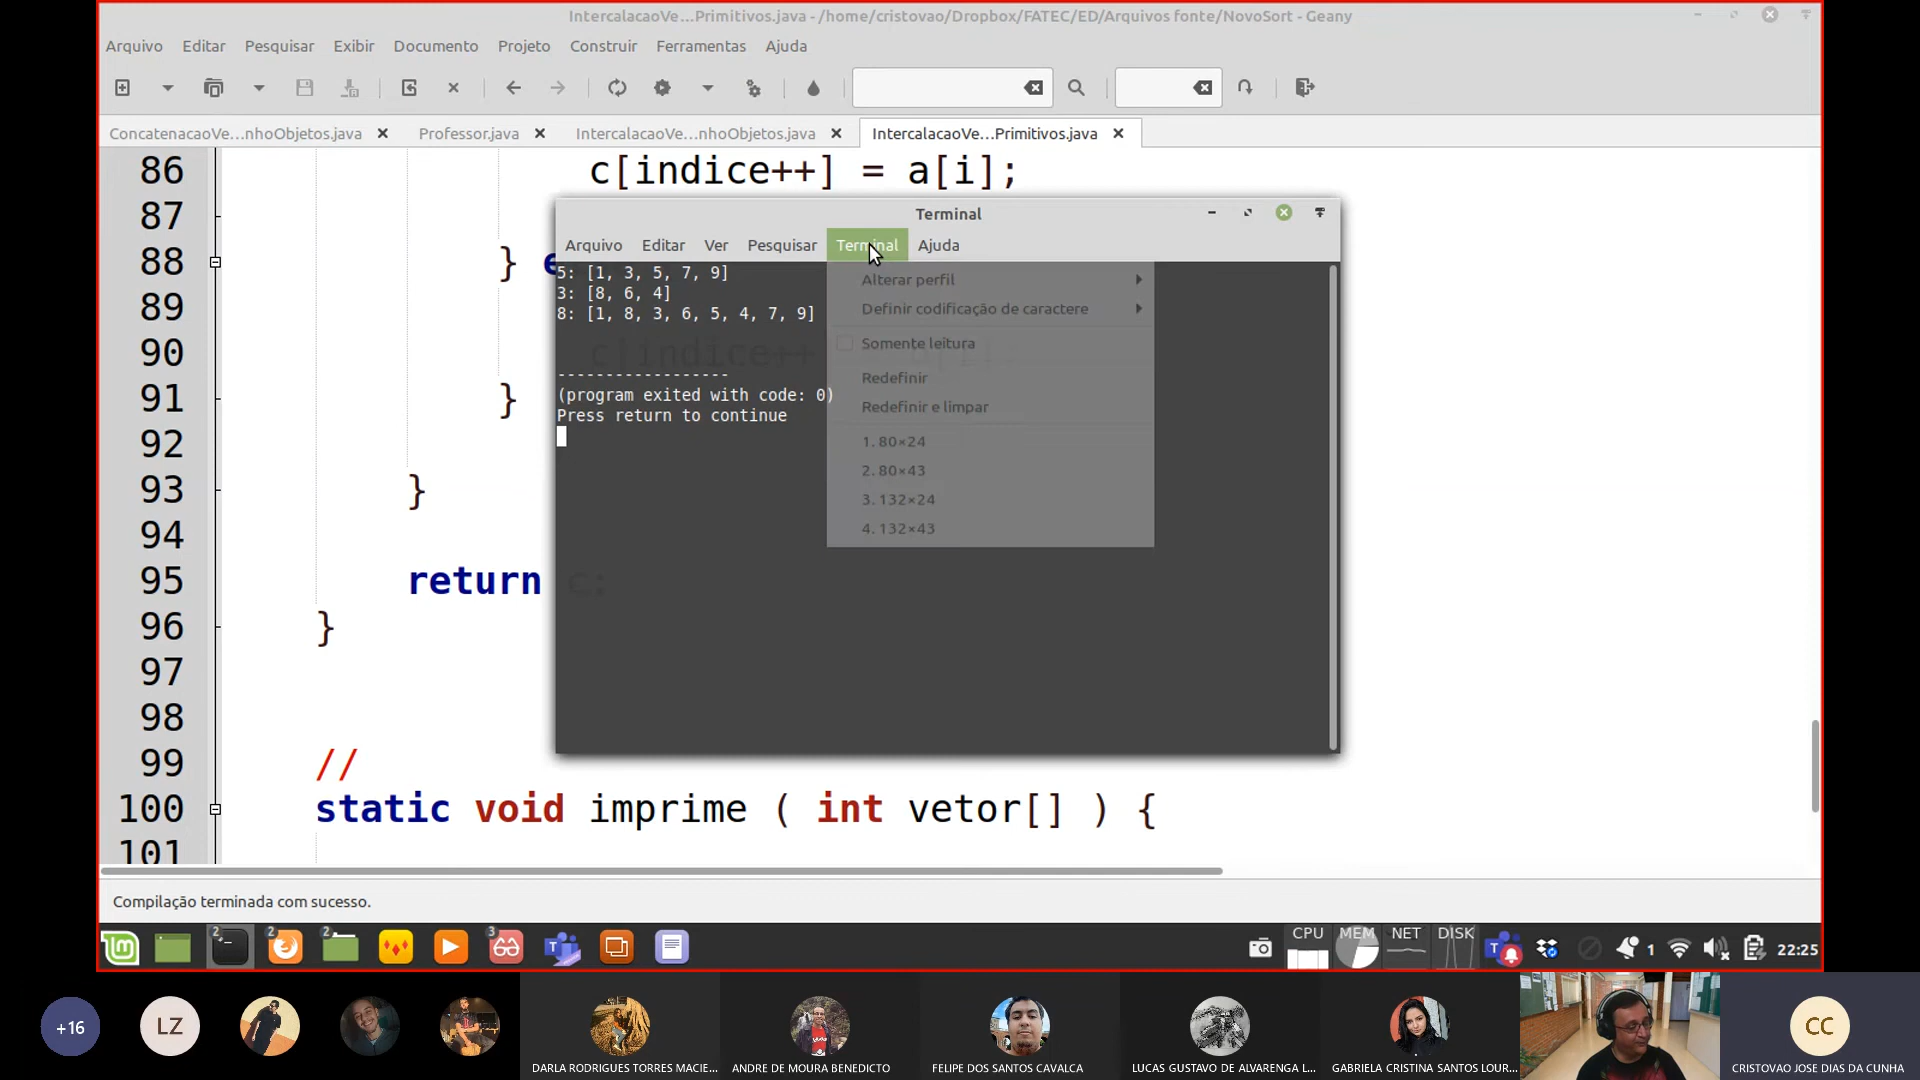 IntercalacaoVe...Primitivos.java - /home/cristovao/Dropbox/FATEC/ED/Arquivos fonte/NovoSort - Geany
Arquivo Editar Pesquisar Exibir Documento Projeto Construir Ferramentas Ajuda
ConcatenacaoVe...nhoObjetos.java Professor.java IntercalacaoVe...nhoObjetos.java IntercalacaoVe...Primitivos.java
86 c[indice++] = a[i];
87
88 } e
89
90 c[indice++
91 }
92
93 }
94
95 return c;
96 }
97
98
99 //
100 static void imprime ( int vetor[] ) {
101
Terminal
Arquivo Editar Ver Pesquisar Terminal Ajuda
5: [1, 3, 5, 7, 9]
3: [8, 6, 4]
8: [1, 8, 3, 6, 5, 4, 7, 9]
------------------
(program exited with code: 0)
Press return to continue
Alterar perfil
Definir codificação de caractere
Somente leitura
Redefinir
Redefinir e limpar
1. 80×24
2. 80×43
3. 132×24
4. 132×43
Compilação terminada com sucesso.
2 2 2 3 T CPU MEM NET DISK T 1 22:25
+16 LZ CC
DARLA RODRIGUES TORRES MACIE... ANDRE DE MOURA BENEDICTO FELIPE DOS SANTOS CAVALCA LUCAS GUSTAVO DE ALVARENGA L... GABRIELA CRISTINA SANTOS LOUR... CRISTOVAO JOSE DIAS DA CUNHA